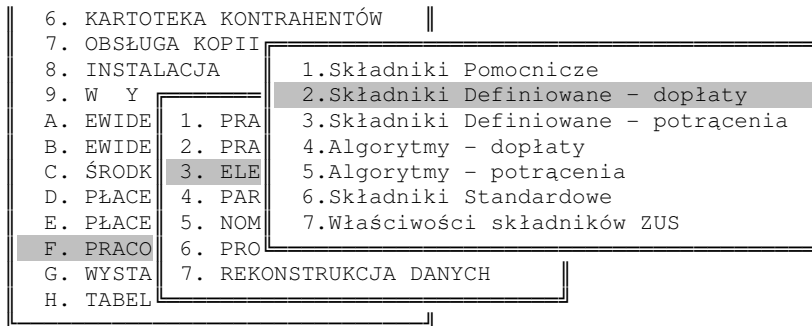 6. KARTOTEKA KONTRAHENTÓW
7. OBSŁUGA KOPII
8. INSTALACJA 1.Składniki Pomocnicze
9. W Y 2.Składniki Definiowane – dopłaty
A. EWIDE 1. PRA 3.Składniki Definiowane – potrącenia
B. EWIDE 2. PRA 4.Algorytmy – dopłaty
C. ŚRODK 3. ELE 5.Algorytmy – potrącenia
D. PŁACE 4. PAR 6.Składniki Standardowe
E. PŁACE 5. NOM 7.Właściwości składników ZUS
F. PRACO 6. PRO
G. WYSTA 7. REKONSTRUKCJA DANYCH
H. TABEL